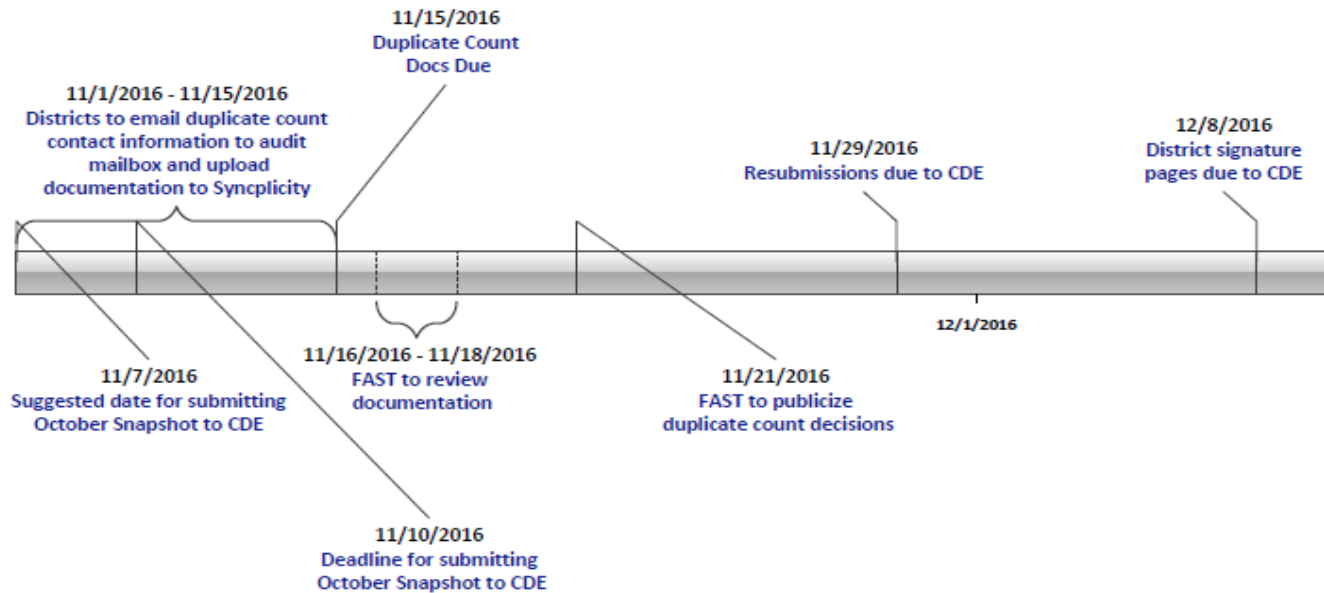 11/15/2016
Duplicate Count
Docs Due
11/1/2016 - 11/15/2016
Districts to email duplicate count
contact information to audit
mailbox and upload
documentation to Syncplicity
11/29/2016
Resubmissions due to CDE
12/8/2016
District signature
pages due to CDE
12/1/2016
11/7/2016
Suggested date for submitting
October Snapshot to CDE
11/16/2016 - 11/18/2016
FAST to review
documentation
11/21/2016
FAST to publicize
duplicate count decisions
11/10/2016
Deadline for submitting
October Snapshot to CDE